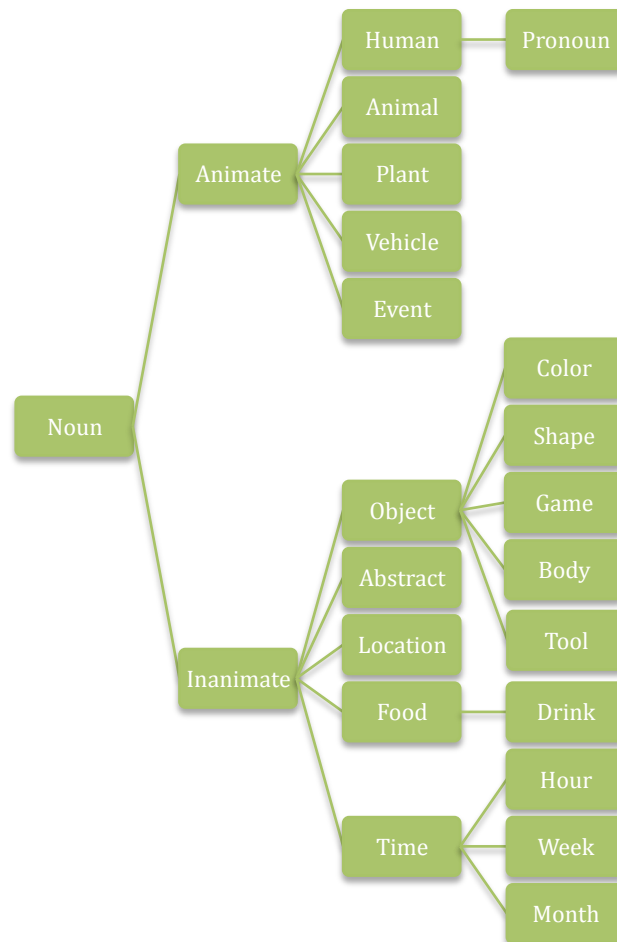 Human
Pronoun
Animal
Animate
Plant
Vehicle
Event
Color
Noun
Shape
Object
Game
Abstract
Body
Location
Tool
Inanimate
Food
Drink
Hour
Time
Week
Month